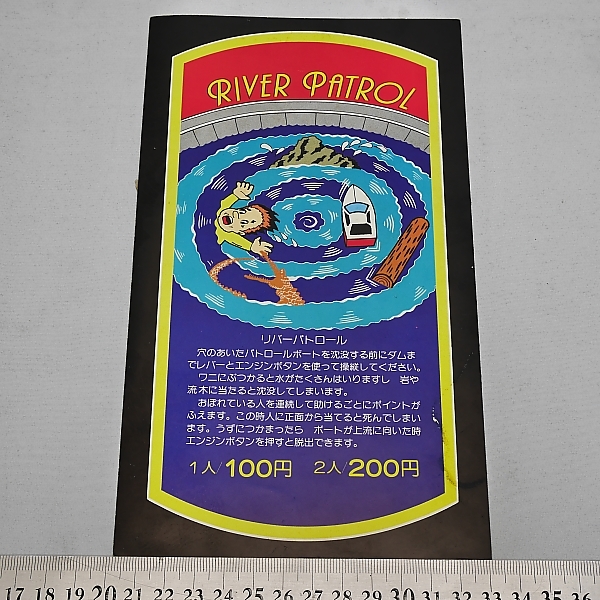 RIVER PATROL
リバーパトロール
穴のあいたパトロールボートを沈没する前にダムま
でレバーとエンジンボタンを使って操縦してください。
ワニにぶつかると水がたくさんはいりますし　岩や
流木に当たると沈没してしまいます。
おぼれている人を連続して助けるごとにポイントが
ふえます。この時人に正面から当てると死んでしまい
ます。うずにつかまったら　ボートが上流に向いた時
エンジンボタンを押すと脱出できます。
1人/100円　2人/200円
17 18 19 20 21 22 23 24 25 26 27 28 29 30 31 32 33 34 35 36